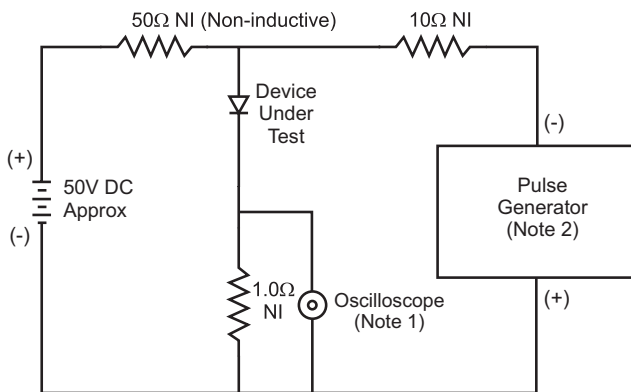 50Ω NI (Non-inductive)
10Ω NI
Device
Under
Test
(-)
(+)
50V DC
Approx
(-)
Pulse
Generator
(Note 2)
1.0Ω
NI
Oscilloscope
(Note 1)
(+)